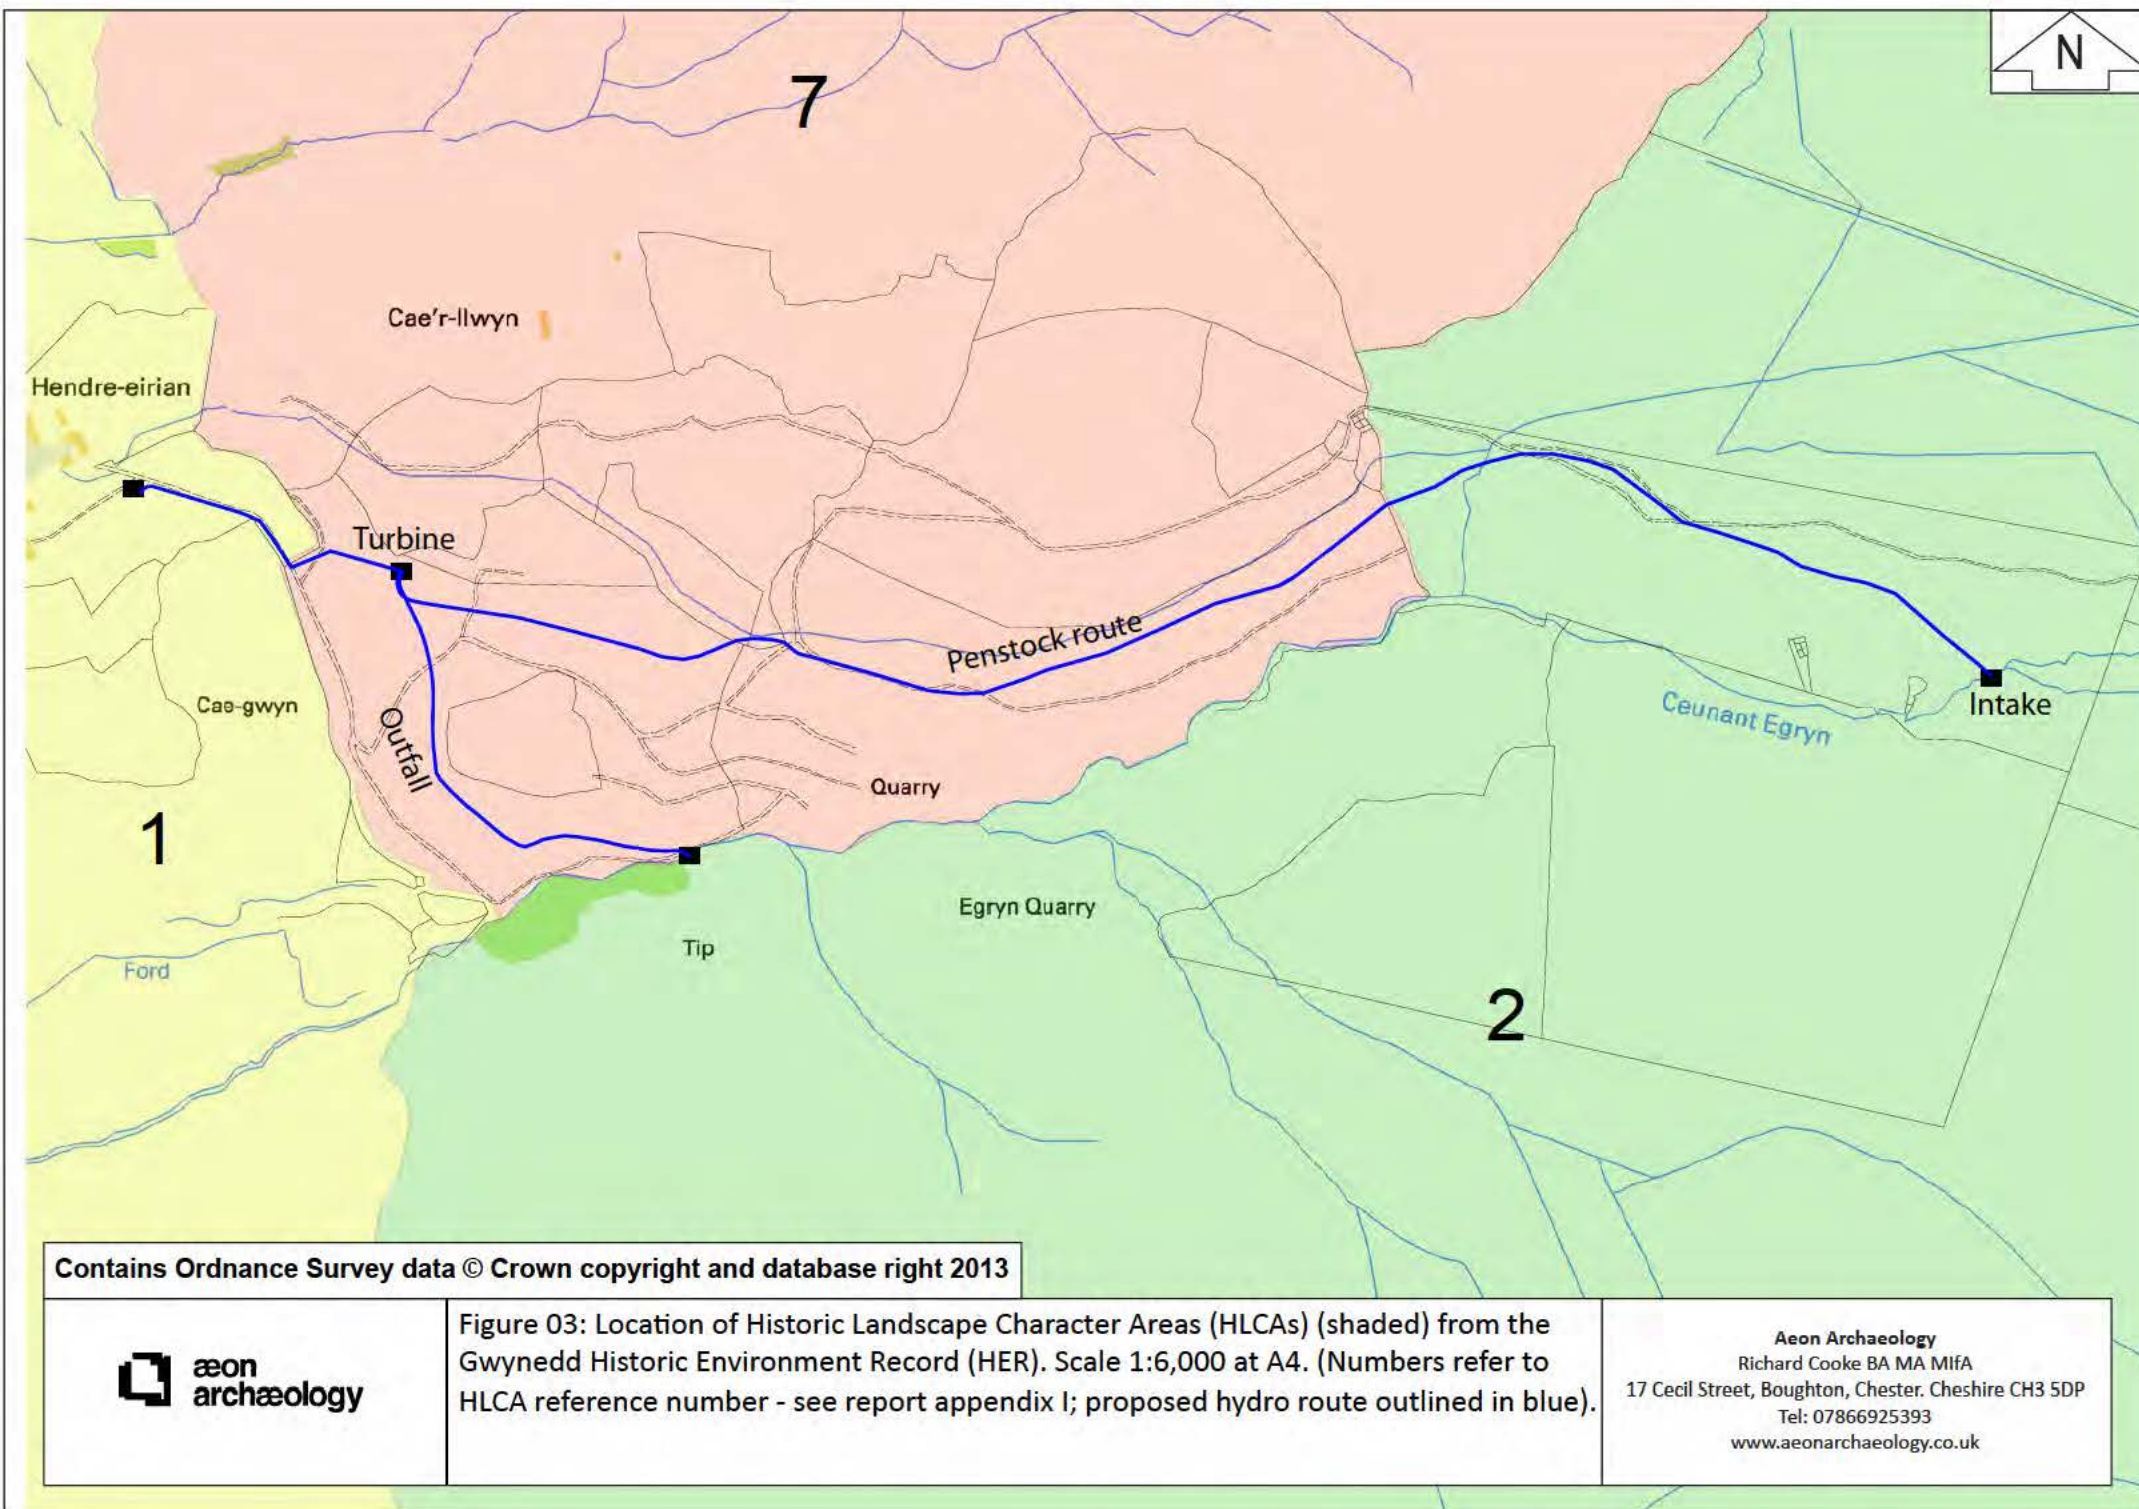 N
7
Cae'r-llwyn
Hendre-eirian
Turbine
Penstock route
Cae-gwyn
Outfall
Intake
Ceunant Egryn
Quarry
1
Egryn Quarry
Tip
Ford
2
Contains Ordnance Survey data © Crown copyright and database right 2013
æon
archæology
Figure 03: Location of Historic Landscape Character Areas (HLCAs) (shaded) from the
Gwynedd Historic Environment Record (HER). Scale 1:6,000 at A4. (Numbers refer to
HLCA reference number - see report appendix I; proposed hydro route outlined in blue).
Aeon Archaeology
Richard Cooke BA MA MIfA
17 Cecil Street, Boughton, Chester. Cheshire CH3 5DP
Tel: 07866925393
www.aeonarchaeology.co.uk